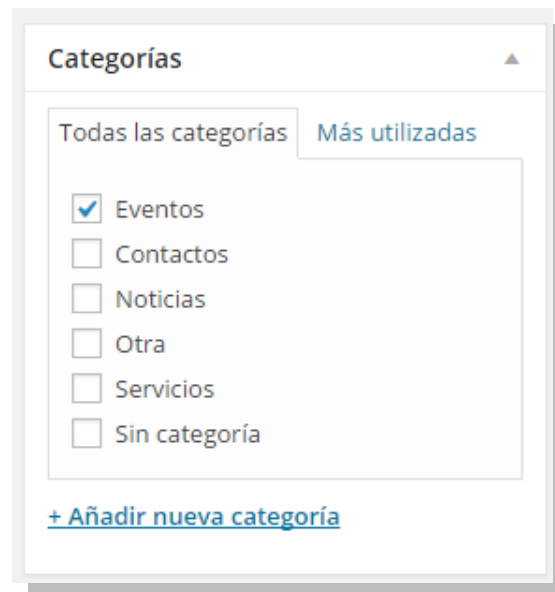 Categorías
Todas las categorías Más utilizadas
Eventos
Contactos
Noticias
Otra
Servicios
Sin categoría
+ Añadir nueva categoría